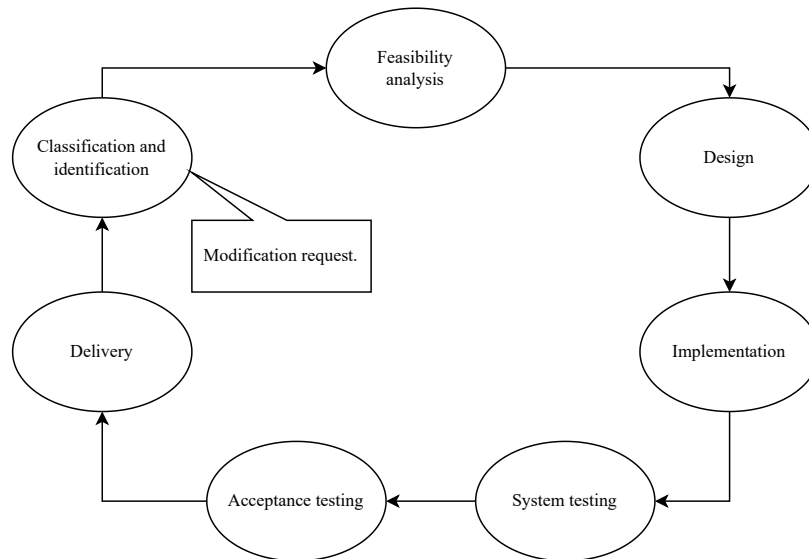 Feasibility
analysis
Classification and
identification
Design
Modification request.
Delivery
Implementation
Acceptance testing
System testing